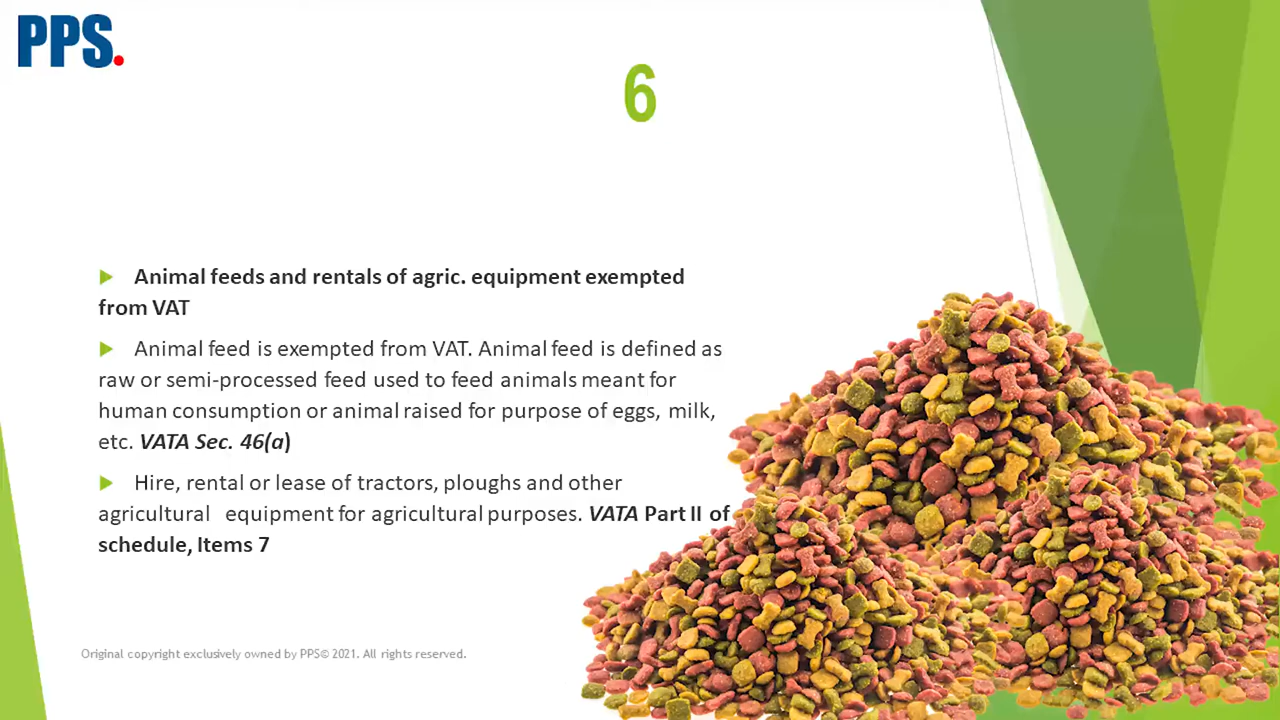 PPS.
6
Animal feeds and rentals of agric. equipment exempted
from VAT
Animal feed is exempted from VAT. Animal feed is defined as
raw or semi-processed feed used to feed animals meant for
human consumption or animal raised for purpose of eggs, milk,
etc. VATA Sec. 46(a)
Hire, rental or lease of tractors, ploughs and other
agricultural equipment for agricultural purposes. VATA Part II of
schedule, Items 7
Original copyright exclusively owned by PPS© 2021. All rights reserved.